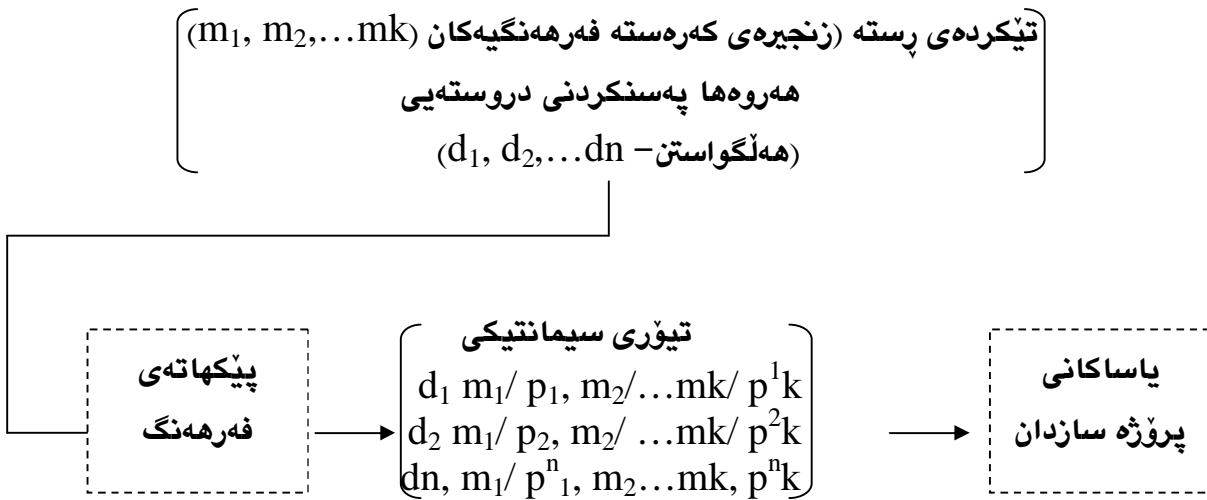 تێکردەی ڕستە (زنجیرەی کەرەستە فەرهەنگیەکان (m₁, m₂,…mk)
هەروەها پەسنکردنی دروستەیی
(هەڵگواستن – d₁, d₂,…dn)
پێکهاتەی
فەرهەنگ
تیۆری سیمانتیکی
d₁ m₁/ p₁, m₂/…mk/ p¹k
d₂ m₁/ p₂, m₂/ …mk/ p²k
dn, m₁/ pⁿ₁, m₂…mk, pⁿk
یاساکانی
پرۆژە سازدان